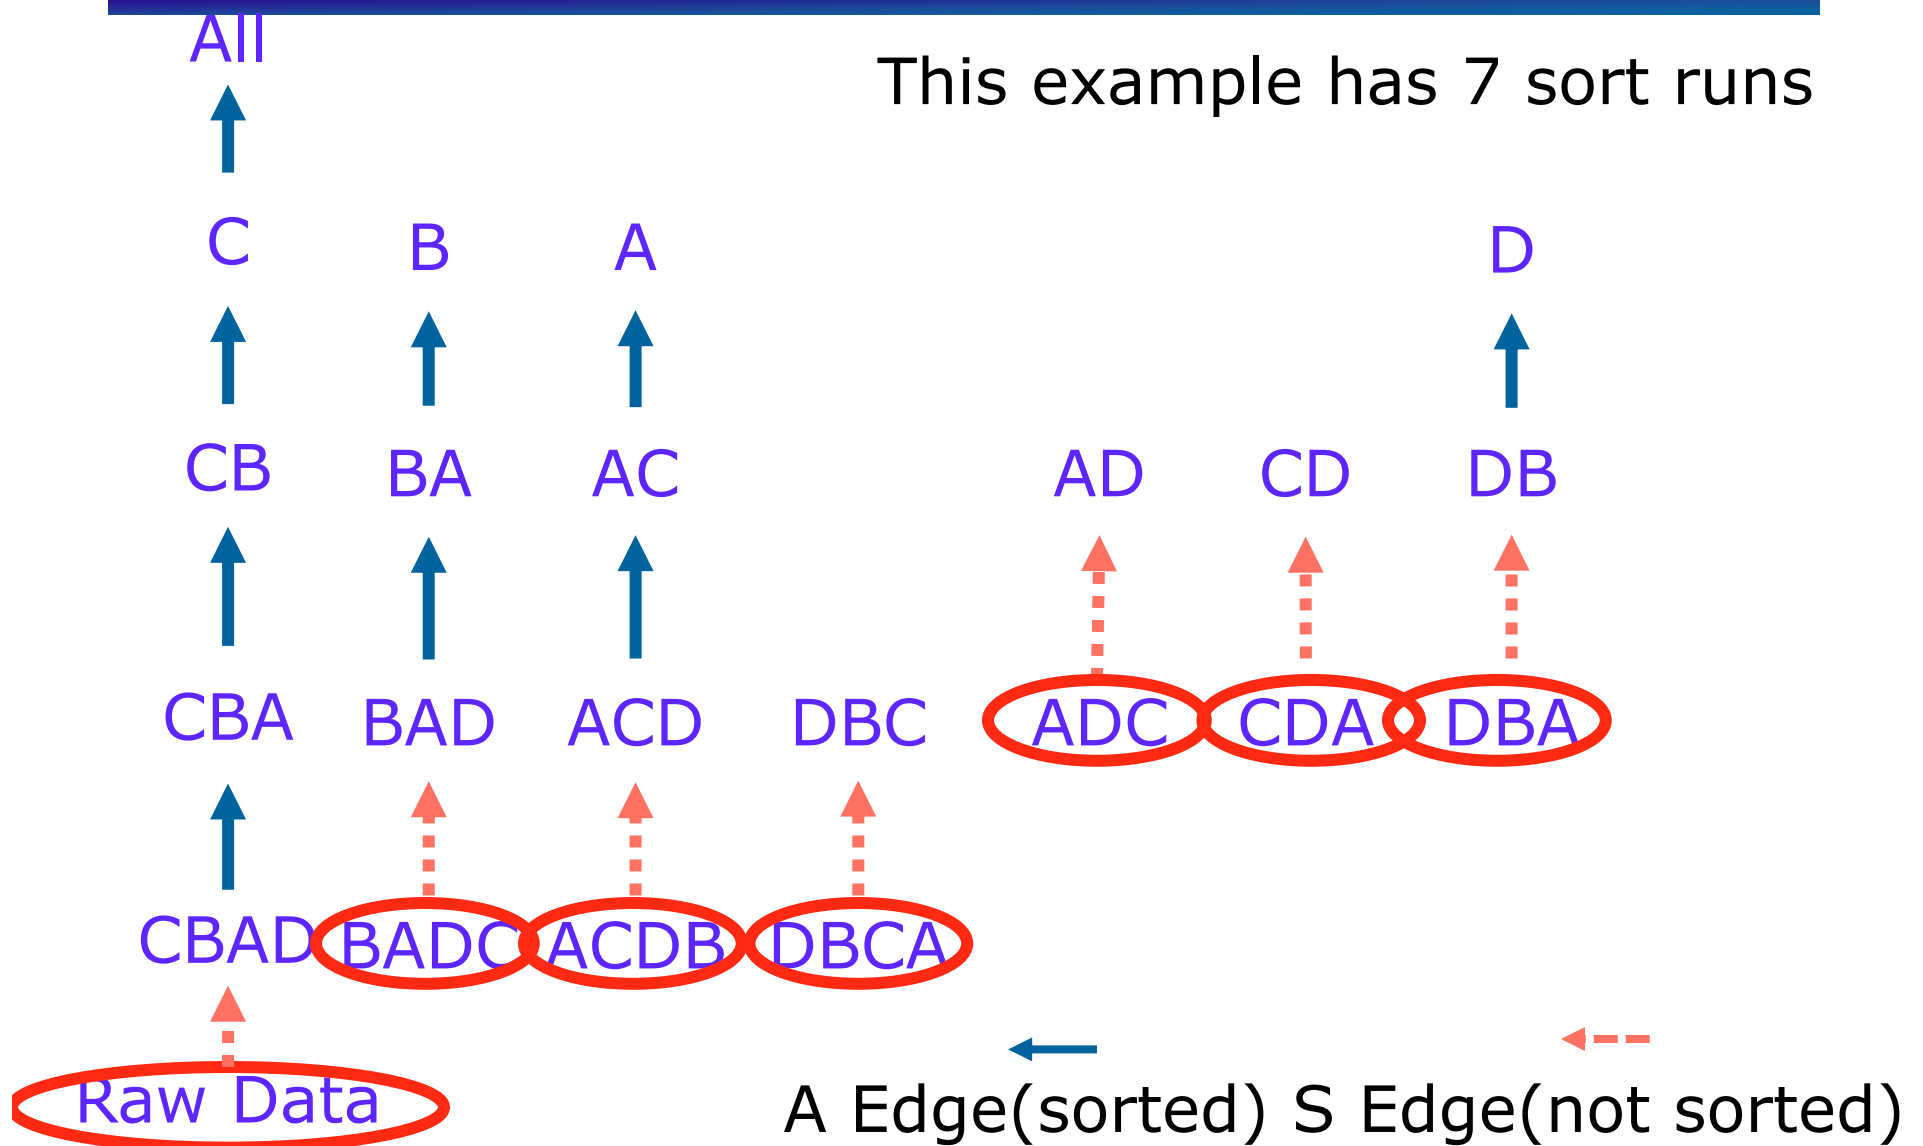 All
This example has 7 sort runs
C B A D
CB BA AC AD CD DB
CBA BAD ACD DBC ADC CDA DBA
CBAD BADC ACDB DBCA
Raw Data
A Edge(sorted) S Edge(not sorted)